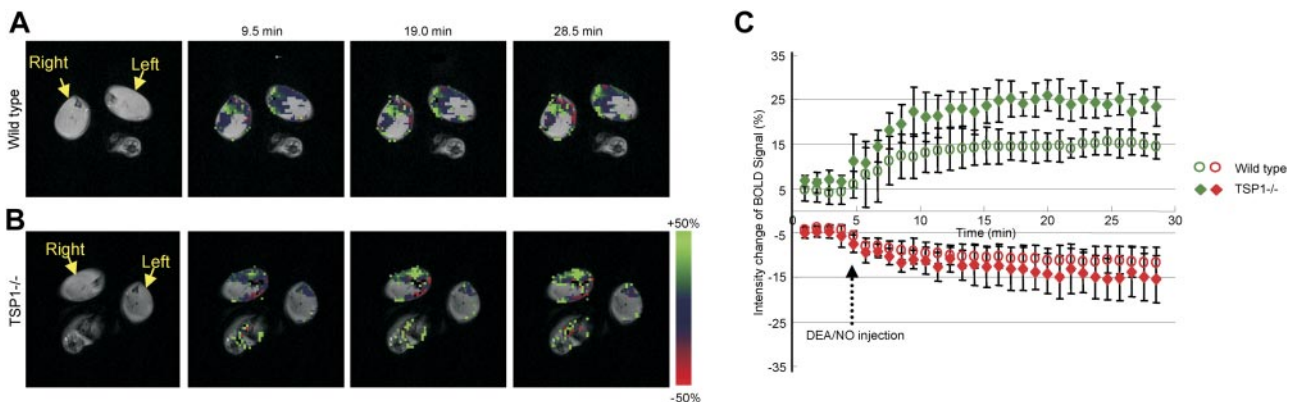 A
9.5 min 19.0 min 28.5 min
Right
Left
Wild type
B
Right
Left
TSP1-/-
+50%
-50%
C
35
25
15
5
-5
-15
-25
-35
0 5 10 15 20 25 30
Time (min)
Intensity change of BOLD Signal (%)
DEA/NO injection
Wild type
TSP1-/-